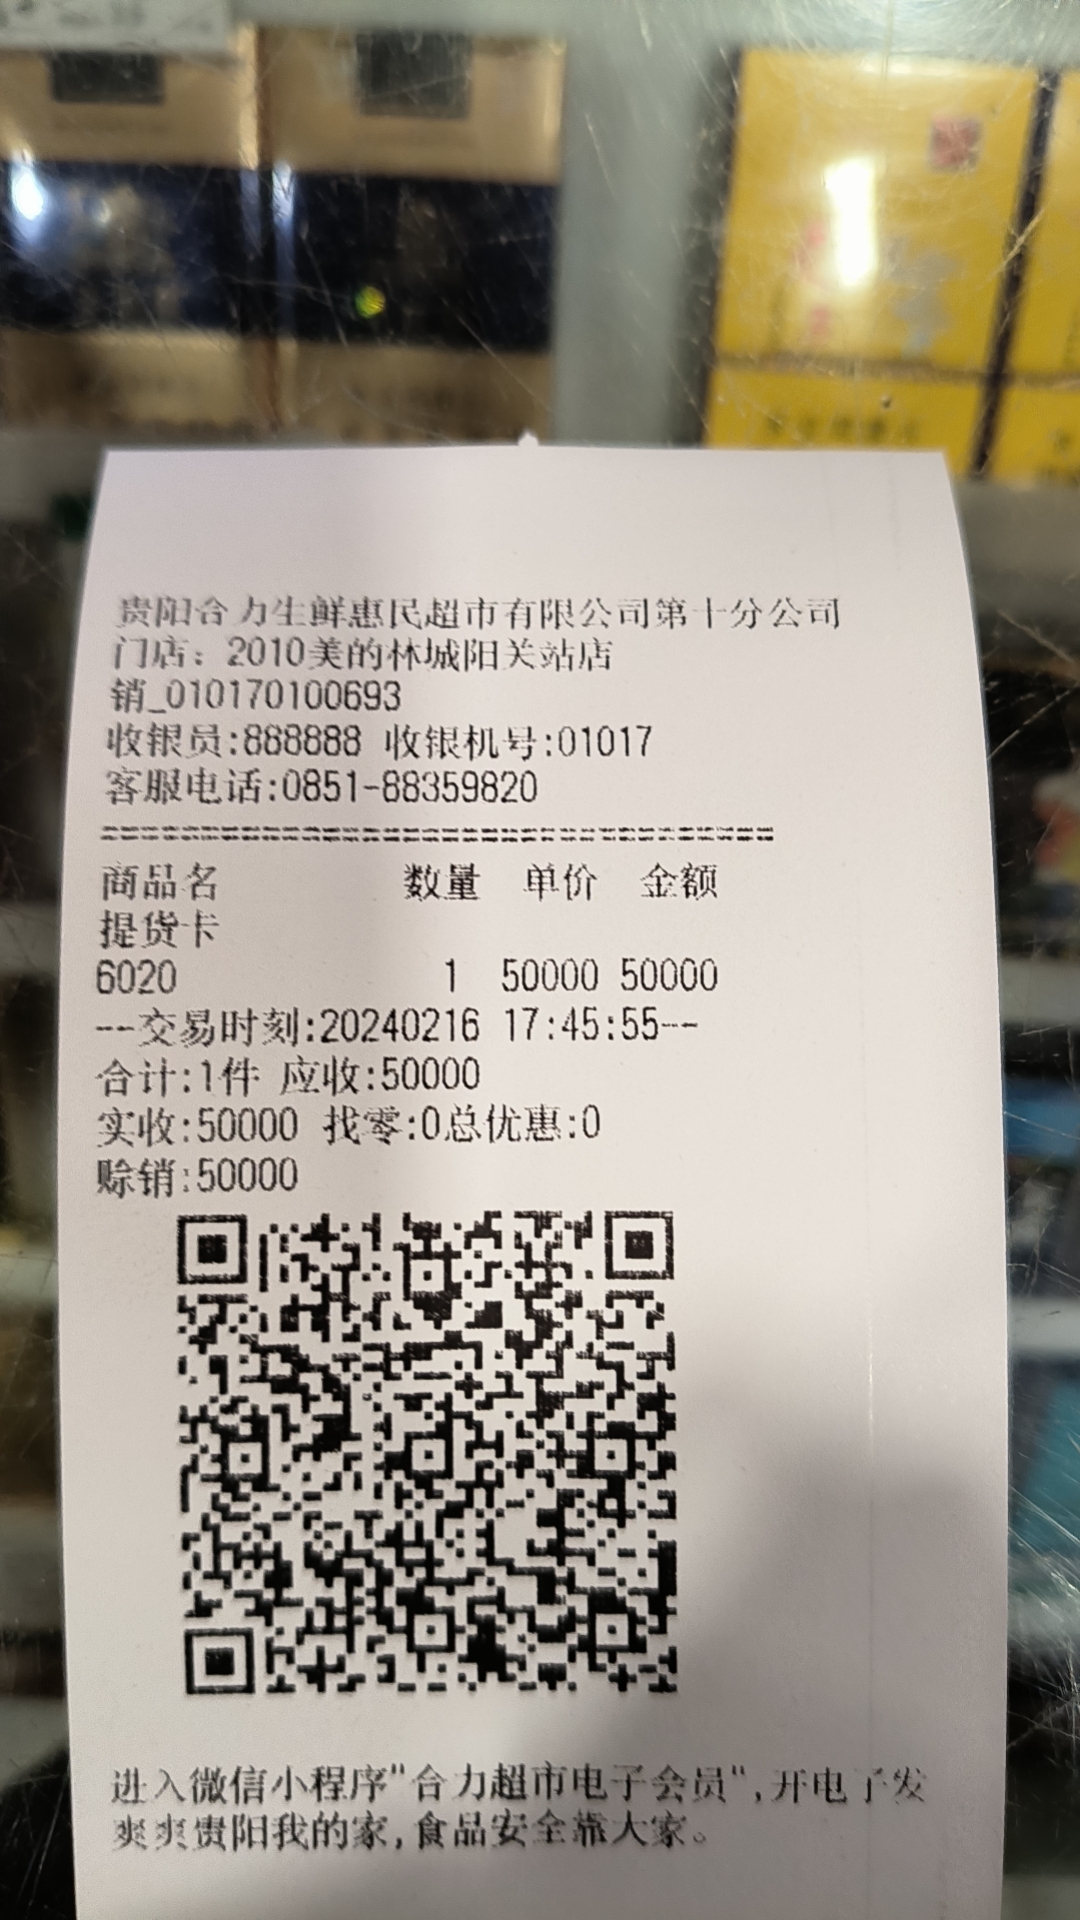 贵阳合力生鲜惠民超市有限公司第十分公司
门店：2010美的林城阳关站店
销_010170100693
收银员:888888 收银机号:01017
客服电话:0851-88359820
商品名 数量 单价 金额
提货卡
6020 1 50000 50000
--交易时刻:20240216 17:45:55--
合计:1件 应收:50000
实收:50000 找零:0总优惠:0
赊销:50000
进入微信小程序"合力超市电子会员",开电子发
爽爽贵阳我的家,食品安全靠大家。